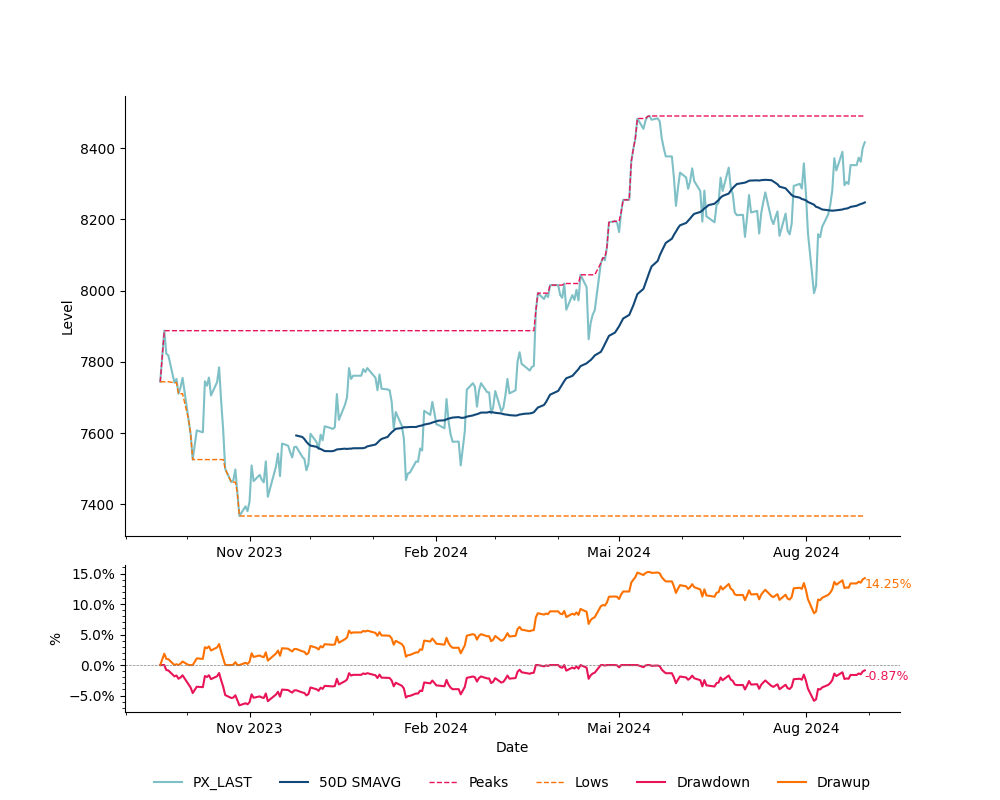 8400
8200
8000
7800
7600
7400
Level
Nov 2023 Feb 2024 Mai 2024 Aug 2024
15.0%
10.0%
5.0%
0.0%
−5.0%
%
14.25%
-0.87%
Nov 2023 Feb 2024 Mai 2024 Aug 2024
Date
PX_LAST 50D SMAVG Peaks Lows Drawdown Drawup